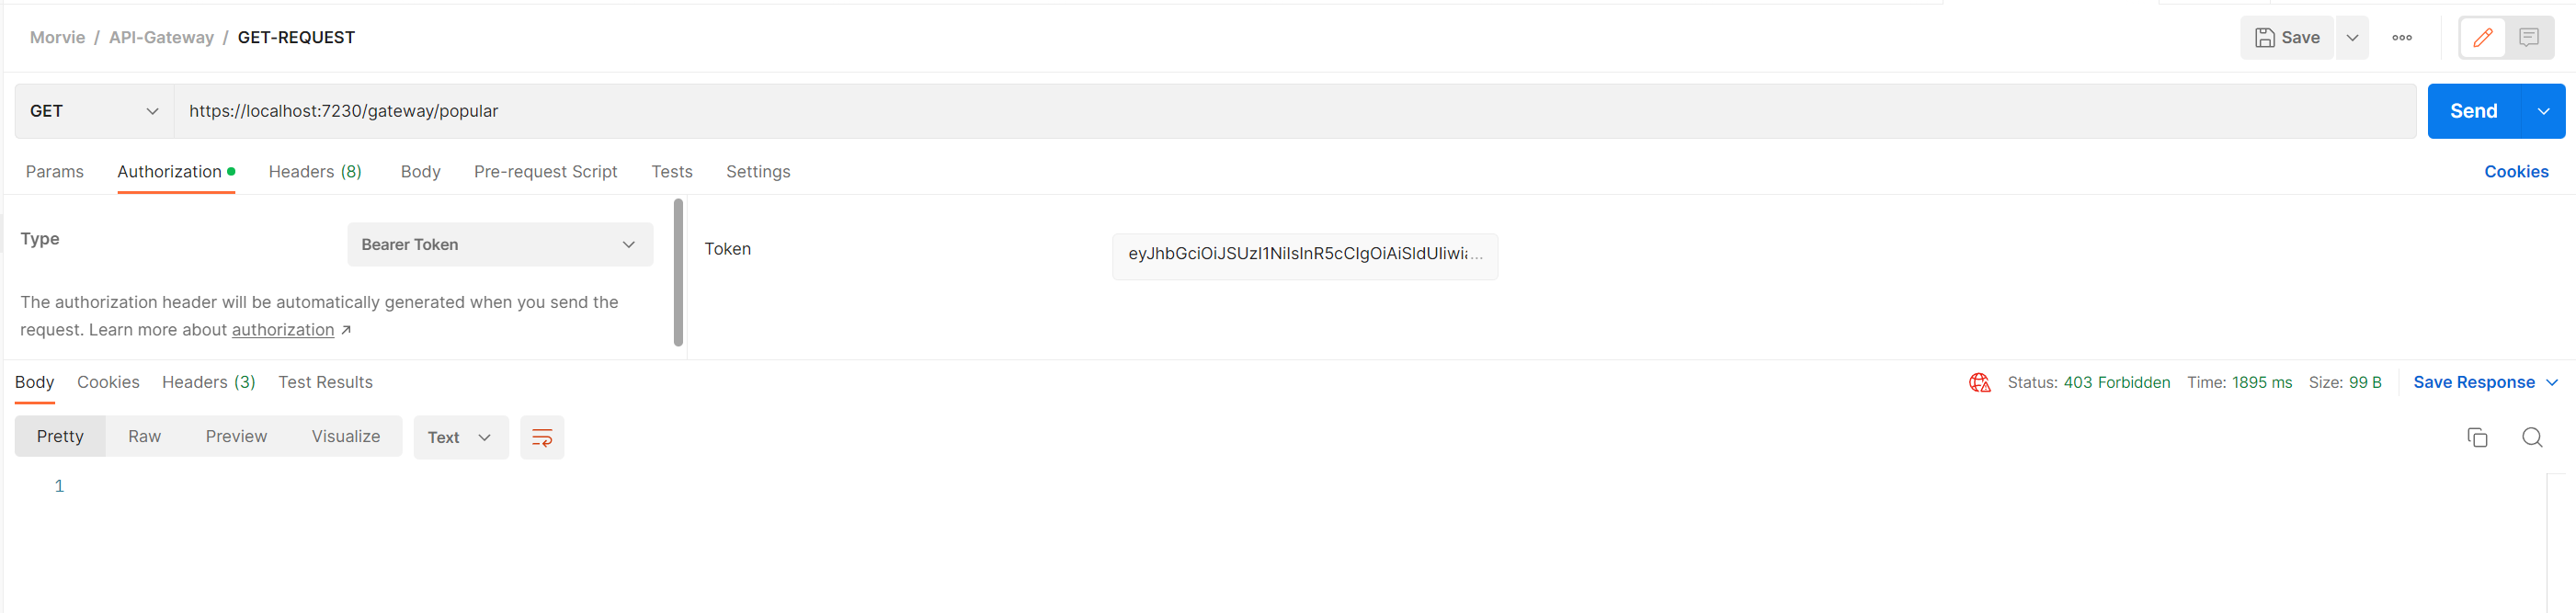 Morvie / API-Gateway / GET-REQUEST
Save
GET
https://localhost:7230/gateway/popular
Send
Params Authorization Headers (8) Body Pre-request Script Tests Settings
Cookies
Type
Bearer Token
The authorization header will be automatically generated when you send the
request. Learn more about authorization ↗
Token
eyJhbGciOiJSUzI1NiIsInR5cCIgOiAiSldUIiwia...
Body Cookies Headers (3) Test Results
Status: 403 Forbidden Time: 1895 ms Size: 99 B
Save Response
Pretty Raw Preview Visualize
Text
1